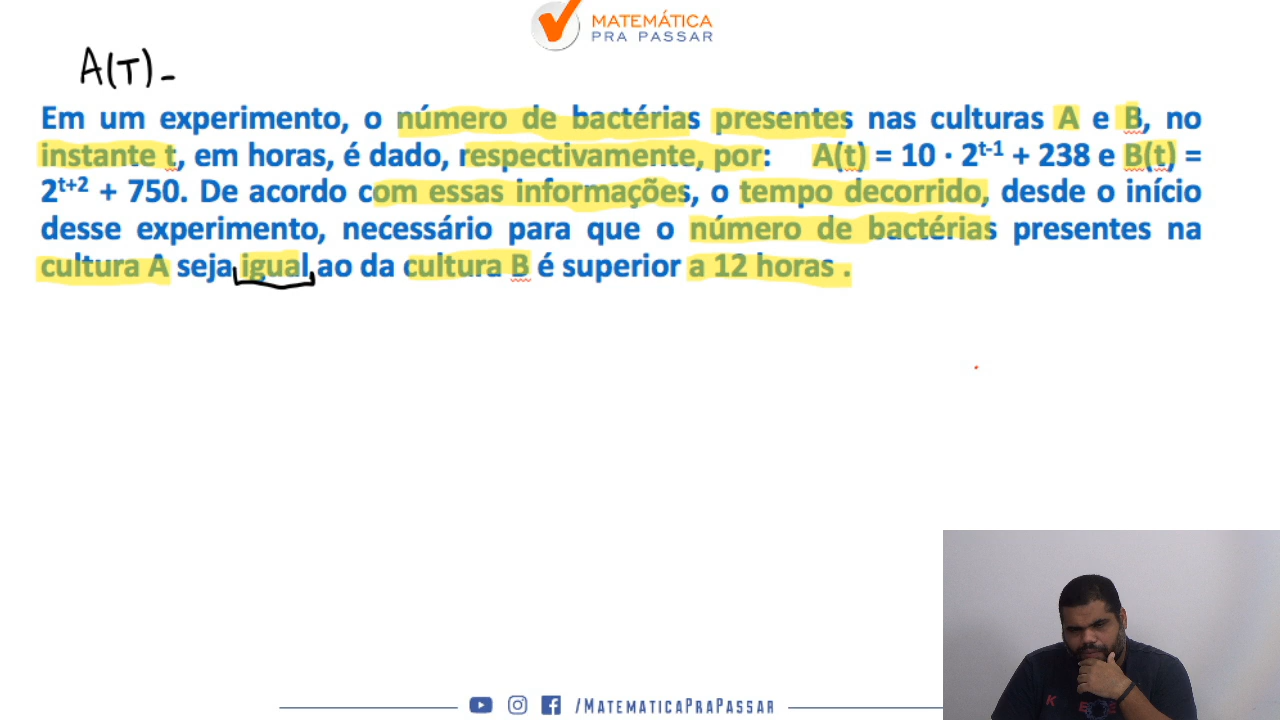 MATEMÁTICA
PRA PASSAR
A(T) -
Em um experimento, o número de bactérias presentes nas culturas A e B, no
instante t, em horas, é dado, respectivamente, por: A(t) = 10 · 2ᵗ⁻¹ + 238 e B(t) =
2ᵗ⁺² + 750. De acordo com essas informações, o tempo decorrido, desde o início
desse experimento, necessário para que o número de bactérias presentes na
cultura A seja igual ao da cultura B é superior a 12 horas .
/MatematicaPraPassar